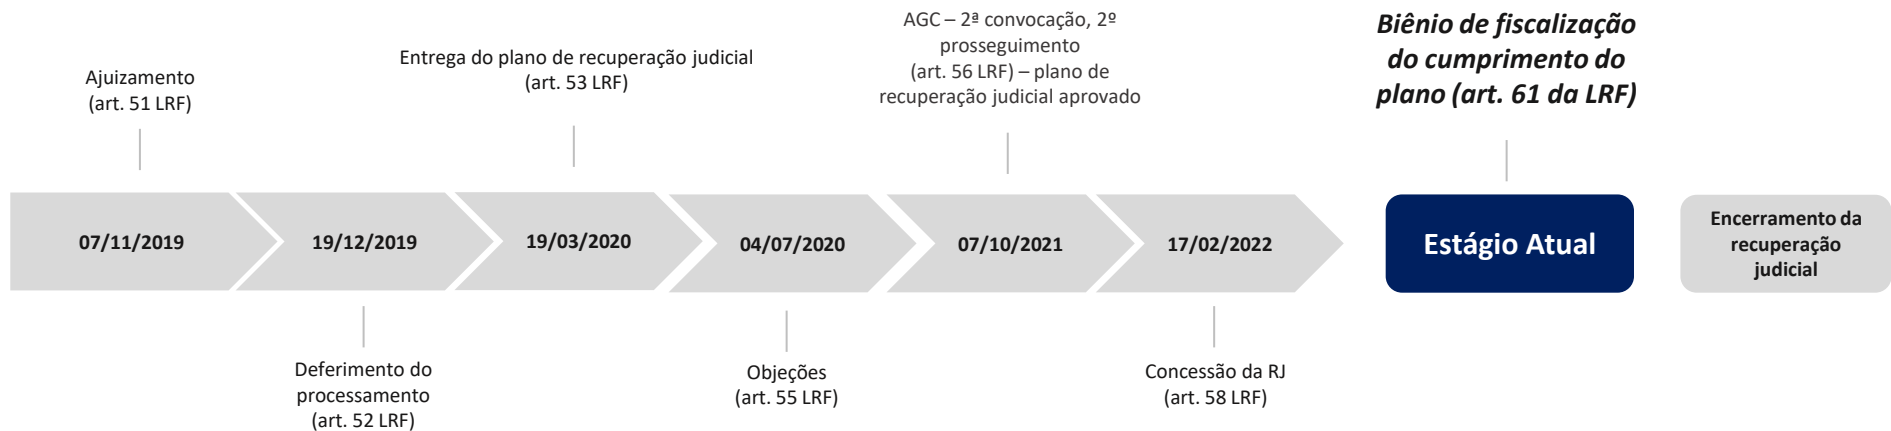 Ajuizamento
(art. 51 LRF)
Entrega do plano de recuperação judicial
(art. 53 LRF)
AGC – 2ª convocação, 2º
prosseguimento
(art. 56 LRF) – plano de
recuperação judicial aprovado
Biênio de fiscalização
do cumprimento do
plano (art. 61 da LRF)
07/11/2019
19/12/2019
19/03/2020
04/07/2020
07/10/2021
17/02/2022
Estágio Atual
Encerramento da
recuperação
judicial
Deferimento do
processamento
(art. 52 LRF)
Objeções
(art. 55 LRF)
Concessão da RJ
(art. 58 LRF)